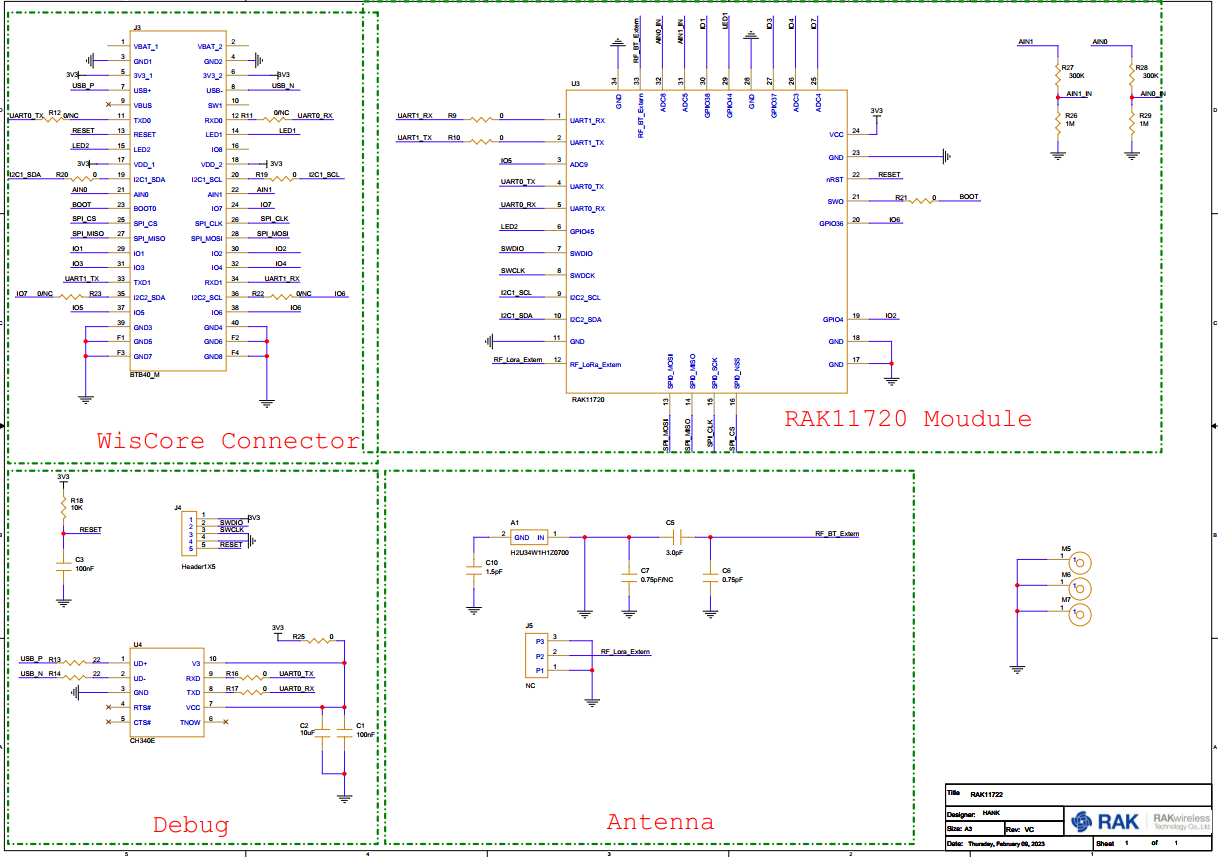 J3
1 VBAT_1 VBAT_2 2
3 GND1 GND2 4
3V3 5 3V3_1 3V3_2 6 3V3
USB_P 7 USB+ USB- 8 USB_N
9 VBUS SW1 10
UART0_TX R12 0/NC 11 TXD0 RXD0 12 R11 0/NC UART0_RX
RESET 13 RESET LED1 14 LED1
LED2 15 LED2 IO8 16
3V3 17 VDD_1 VDD_2 18 3V3
I2C1_SDA R20 0 19 I2C1_SDA I2C1_SCL 20 R19 0 I2C1_SCL
AIN0 21 AIN0 AIN1 22 AIN1
BOOT 23 BOOT0 IO7 24 IO7
SPI_CS 25 SPI_CS SPI_CLK 26 SPI_CLK
SPI_MISO 27 SPI_MISO SPI_MOSI 28 SPI_MOSI
IO1 29 IO1 IO2 30 IO2
IO3 31 IO3 IO4 32 IO4
UART1_TX 33 TXD1 RXD1 34 UART1_RX
IO7 0/NC R23 35 I2C2_SDA I2C2_SCL 36 R22 0/NC IO6
IO5 37 IO5 IO6 38 IO6
39 GND3 GND4 40
F1 GND5 GND6 F2
F3 GND7 GND8 F4
BTB40_M
WisCore Connector
RF_BT_Extern AIN0_IN AIN1_IN IO1 LED1 IO3 IO4 IO7
34 33 32 31 30 29 28 27 26 25
U3
GND RF_BT_Extern ADC8 ADC5 GPIO38 GPIO44 GND GPIO37 ADC3 ADC4
UART1_RX R9 0 1 UART1_RX
UART1_TX R10 0 2 UART1_TX
IO5 3 ADC9
UART0_TX 4 UART0_TX
UART0_RX 5 UART0_RX
LED2 6 GPIO45
SWDIO 7 SWDIO
SWCLK 8 SWDCK
I2C1_SCL 9 I2C2_SCL
I2C1_SDA 10 I2C2_SDA
11 GND
RF_Lora_Extern 12 RF_LoRa_Extern
3V3
VCC 24
GND 23
nRST 22 RESET
SWO 21 R21 0 BOOT
GPIO36 20 IO6
GPIO4 19 IO2
GND 18
GND 17
SPI0_MOSI SPI0_MISO SPI0_SCK SPI0_NSS
13 14 15 16
SPI_MOSI SPI_MISO SPI_CLK SPI_CS
RAK11720
RAK11720 Moudule
AIN1 AIN0
R27 300K R28 300K
AIN1_IN AIN0_IN
R26 1M R29 1M
3V3
R18
10K
RESET
C3
100nF
J4
1 1 3V3
2 2 SWDIO
3 3 SWCLK
4 4
5 5 RESET
Header1X5
3V3
R25 0
U4
USB_P R13 22 1 UD+ V3 10
USB_N R14 22 2 UD- RXD 9 R16 0 UART0_TX
3 GND TXD 8 R17 0 UART0_RX
4 RTS# VCC 7
5 CTS# TNOW 6
CH340E
C2
10uF
C1
100nF
Debug
A1
2 GND IN 1
H2U34W1H1Z0700
C5
3.0pF
RF_BT_Extern
C10
1.5pF
C7
0.75pF/NC
C6
0.75pF
J5
P3 3
P2 2 RF_Lora_Extern
P1 1
NC
Antenna
M5
1 1
M6
1 1
M7
1 1
Title RAK11722
Designer: HANK
Size: A3 Rev: VC
RAK RAKwireless
Technology Co.,Ltd.
Date: Thursday, February 09, 2023 Sheet 1 of 1
5 4 3 2 1
D
C
B
A